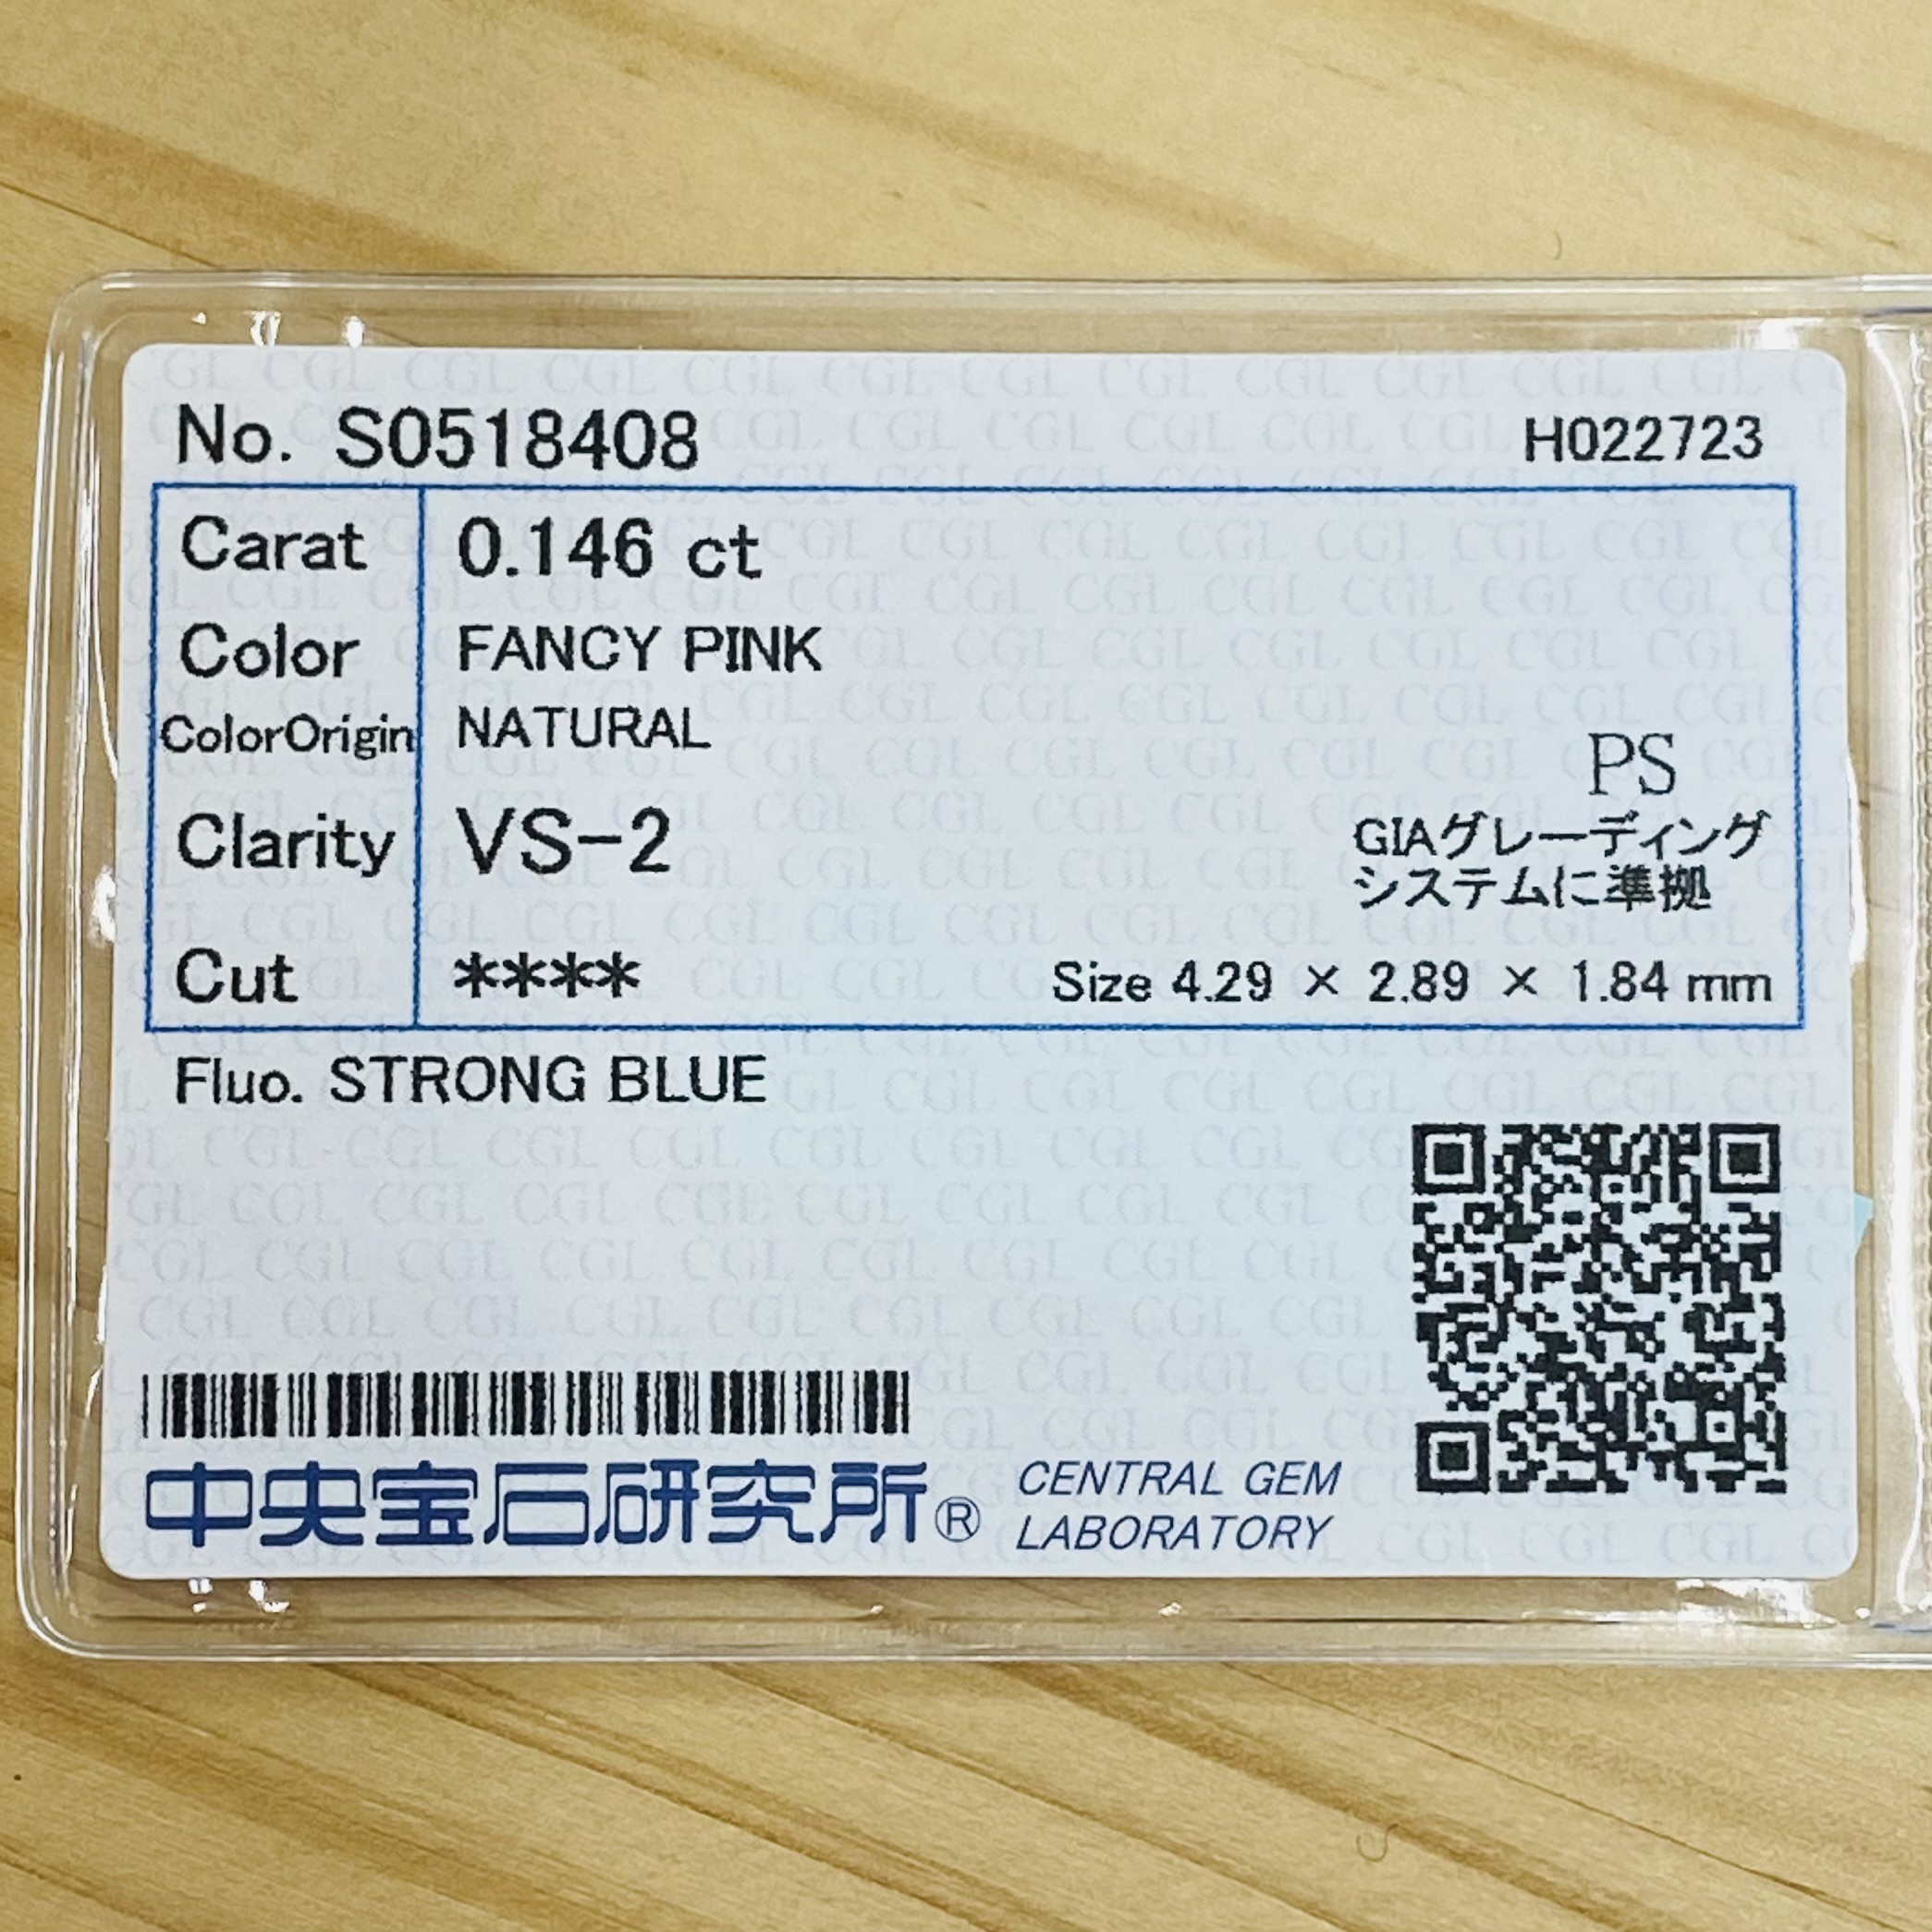 No. S0518408 H022723
Carat 0.146 ct
Color FANCY PINK
ColorOrigin NATURAL
PS
Clarity VS-2 GIAグレーディング
システムに準拠
Cut **** Size 4.29 × 2.89 × 1.84 mm
Fluo. STRONG BLUE
中央宝石研究所® CENTRAL GEM
LABORATORY